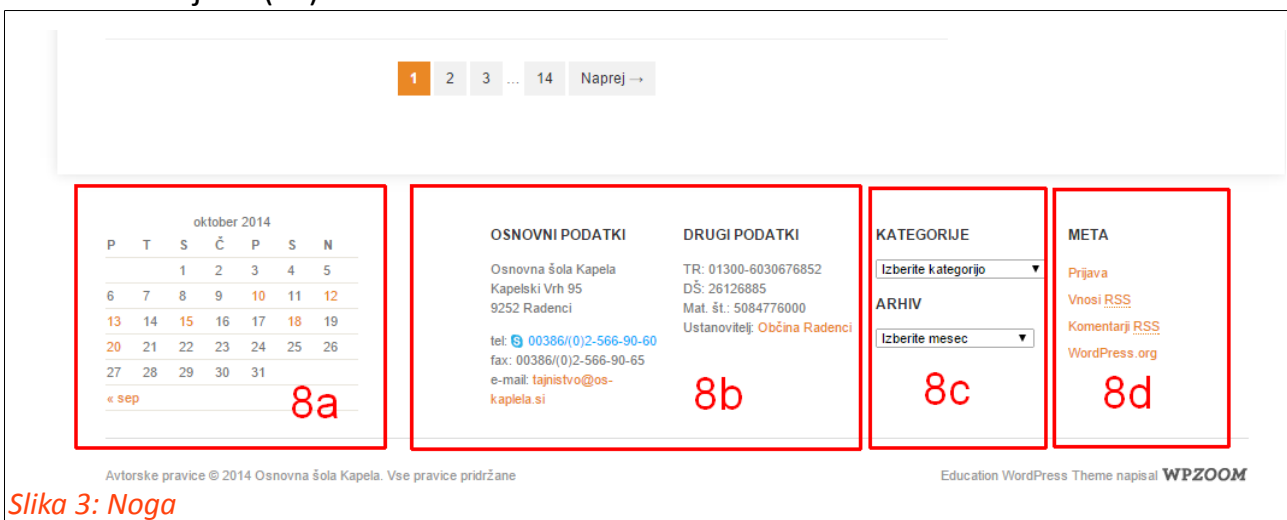 1 2 3 ... 14 Naprej →
oktober 2014
P T S Č P S N
1 2 3 4 5
6 7 8 9 10 11 12
13 14 15 16 17 18 19
20 21 22 23 24 25 26
27 28 29 30 31
« sep
8a
OSNOVNI PODATKI
Osnovna šola Kapela
Kapelski Vrh 95
9252 Radenci
tel: 00386/(0)2-566-90-60
fax: 00386/(0)2-566-90-65
e-mail: tajnistvo@os-
kaplela.si
DRUGI PODATKI
TR: 01300-6030676852
DŠ: 26126885
Mat. št.: 5084776000
Ustanovitelj: Občina Radenci
8b
KATEGORIJE
Izberite kategorijo
ARHIV
Izberite mesec
8c
META
Prijava
Vnosi RSS
Komentarji RSS
WordPress.org
8d
Avtorske pravice © 2014 Osnovna šola Kapela. Vse pravice pridržane
Education WordPress Theme napisal WPZOOM
Slika 3: Noga